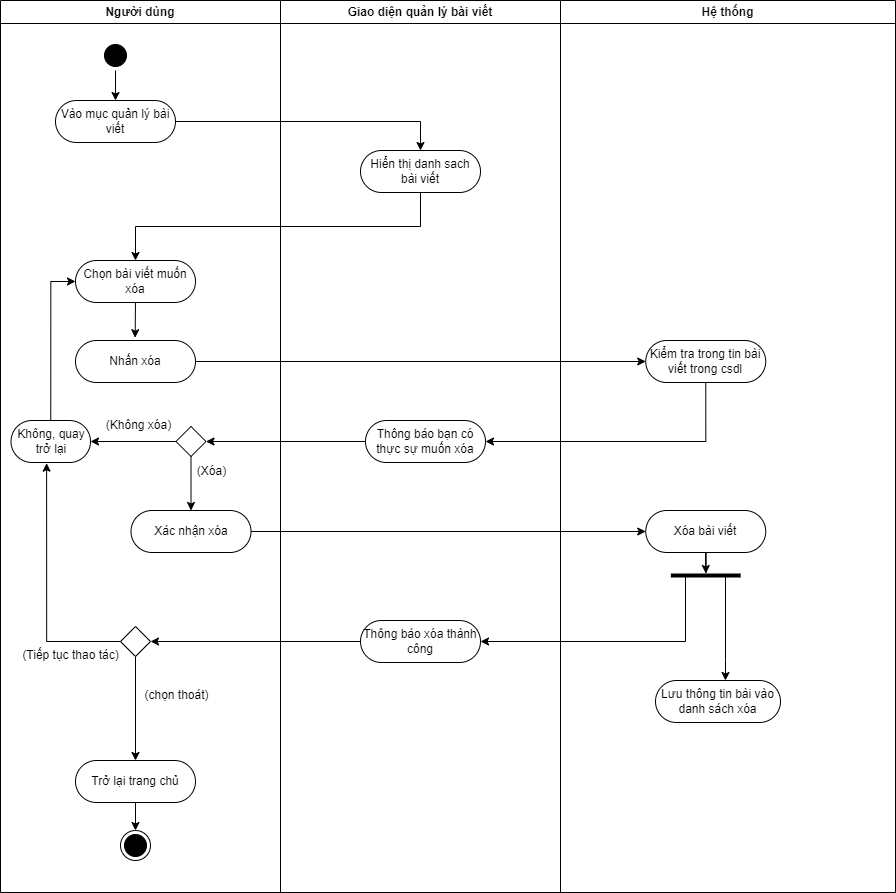 Người dùng
Giao diện quản lý bài viết
Hệ thống
Vào mục quản lý bài
viết
Hiển thị danh sach
bài viết
Chọn bài viết muốn
xóa
Nhấn xóa
Kiểm tra trong tin bài
viết trong csdl
(Không xóa)
Không, quay
trở lại
Thông báo bạn có
thực sự muốn xóa
(Xóa)
Xác nhận xóa
Xóa bài viết
Thông báo xóa thành
công
(Tiếp tục thao tác)
(chọn thoát)
Lưu thông tin bài vào
danh sách xóa
Trở lại trang chủ